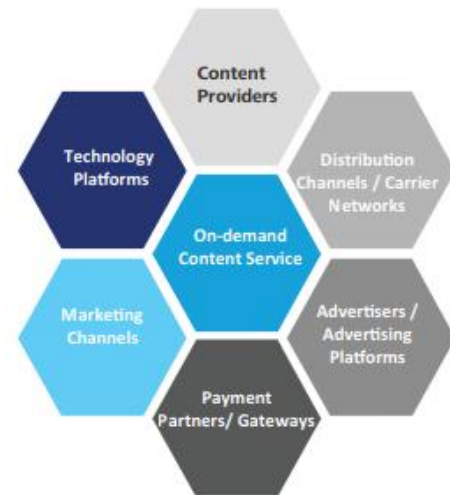 Content
Providers
Technology
Platforms
Distribution
Channels / Carrier
Networks
On-demand
Content Service
Marketing
Channels
Advertisers /
Advertising
Platforms
Payment
Partners/ Gateways